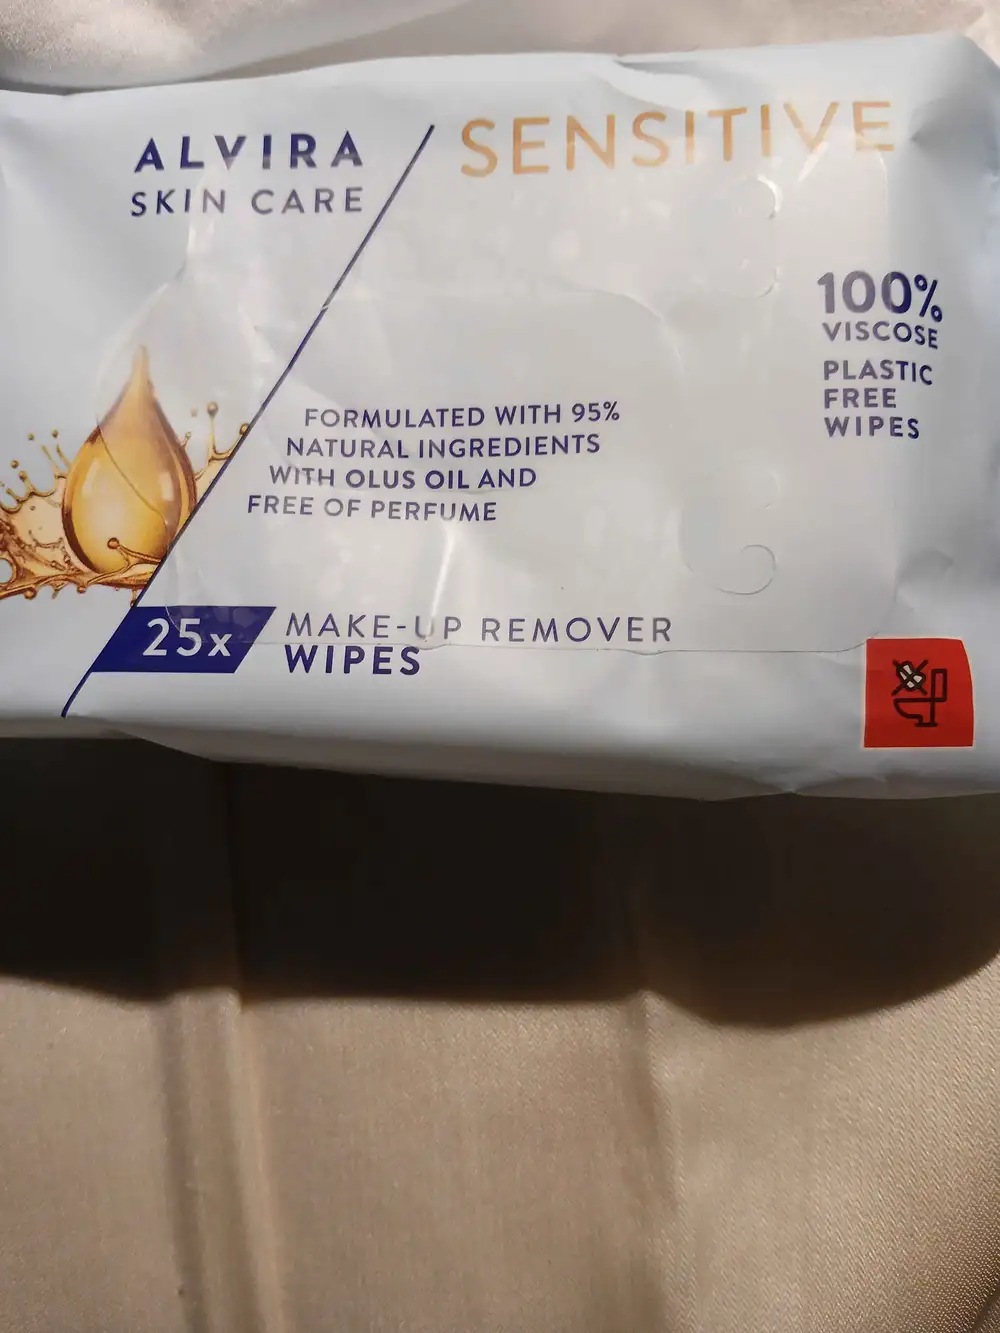 ALVIRA
SKIN CARE
SENSITIVE
100%
VISCOSE
PLASTIC
FREE
WIPES
FORMULATED WITH 95%
NATURAL INGREDIENTS
WITH OLUS OIL AND
FREE OF PERFUME
25x
MAKE-UP REMOVER
WIPES